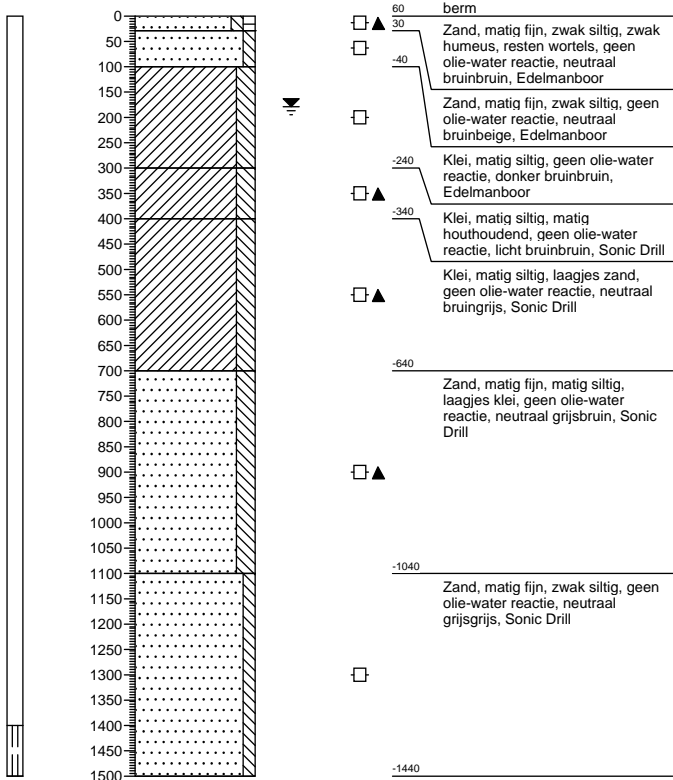 0
50
100
150
200
250
300
350
400
450
500
550
600
650
700
750
800
850
900
950
1000
1050
1100
1150
1200
1250
1300
1350
1400
1450
1500
60
berm
30
Zand, matig fijn, zwak siltig, zwak
humeus, resten wortels, geen
olie-water reactie, neutraal
bruinbruin, Edelmanboor
-40
Zand, matig fijn, zwak siltig, geen
olie-water reactie, neutraal
bruinbeige, Edelmanboor
-240
Klei, matig siltig, geen olie-water
reactie, donker bruinbruin,
Edelmanboor
-340
Klei, matig siltig, matig
houthoudend, geen olie-water
reactie, licht bruinbruin, Sonic Drill
Klei, matig siltig, laagjes zand,
geen olie-water reactie, neutraal
bruingrijs, Sonic Drill
-640
Zand, matig fijn, matig siltig,
laagjes klei, geen olie-water
reactie, neutraal grijsbruin, Sonic
Drill
-1040
Zand, matig fijn, zwak siltig, geen
olie-water reactie, neutraal
grijsgrijs, Sonic Drill
-1440